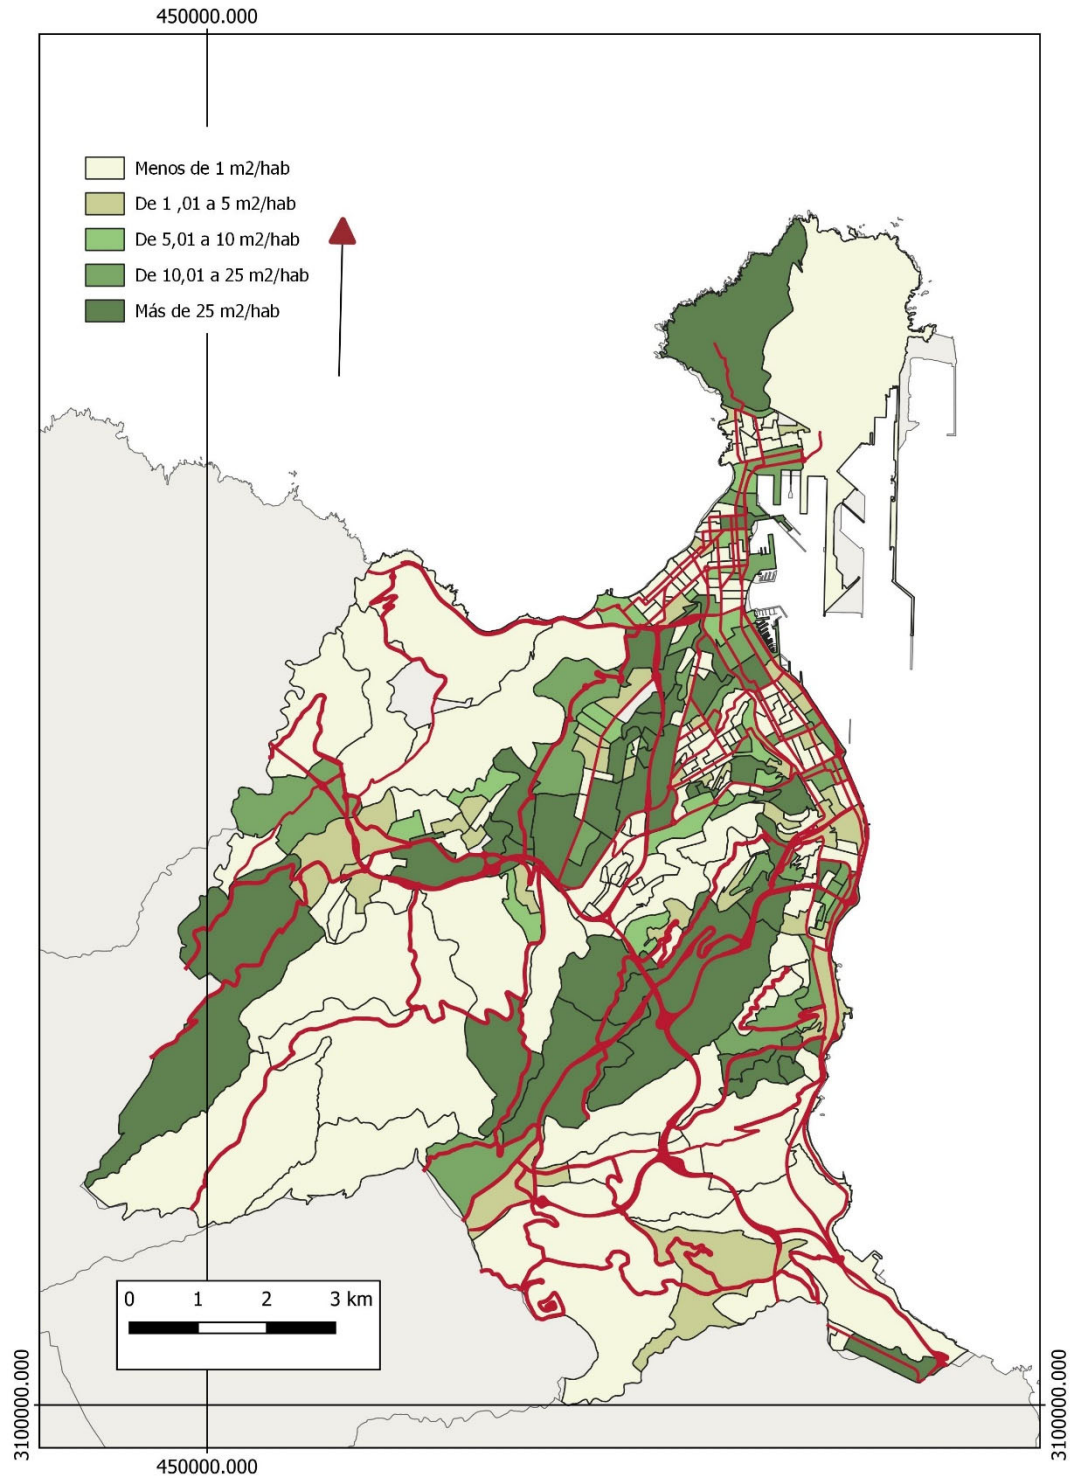 450000.000
Menos de 1 m2/hab
De 1 ,01 a 5 m2/hab
De 5,01 a 10 m2/hab
De 10,01 a 25 m2/hab
Más de 25 m2/hab
0 1 2 3 km
3100000.000
3100000.000
450000.000